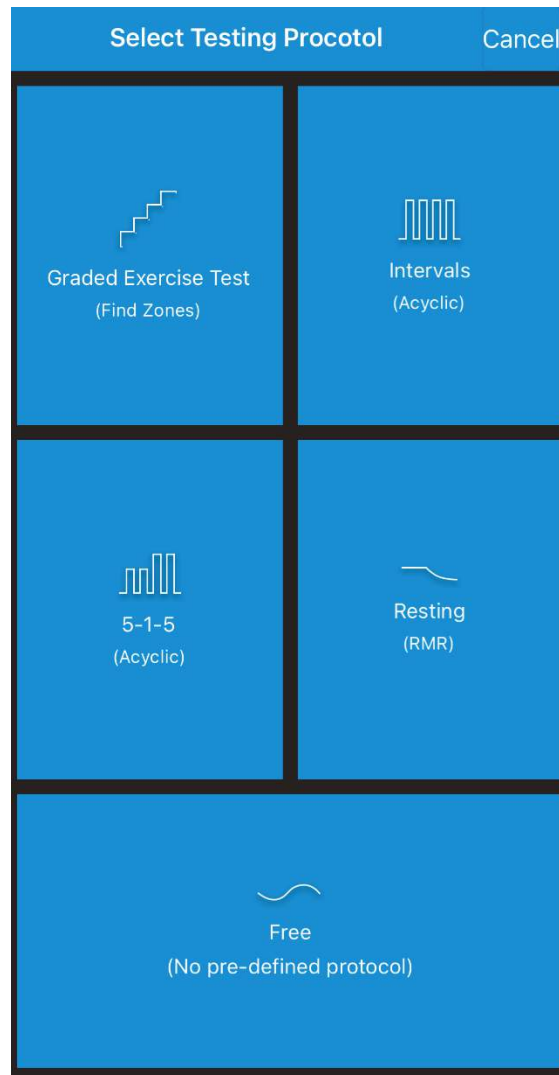 Select Testing Procotol
Cancel
Graded Exercise Test
(Find Zones)
Intervals
(Acyclic)
5-1-5
(Acyclic)
Resting
(RMR)
Free
(No pre-defined protocol)